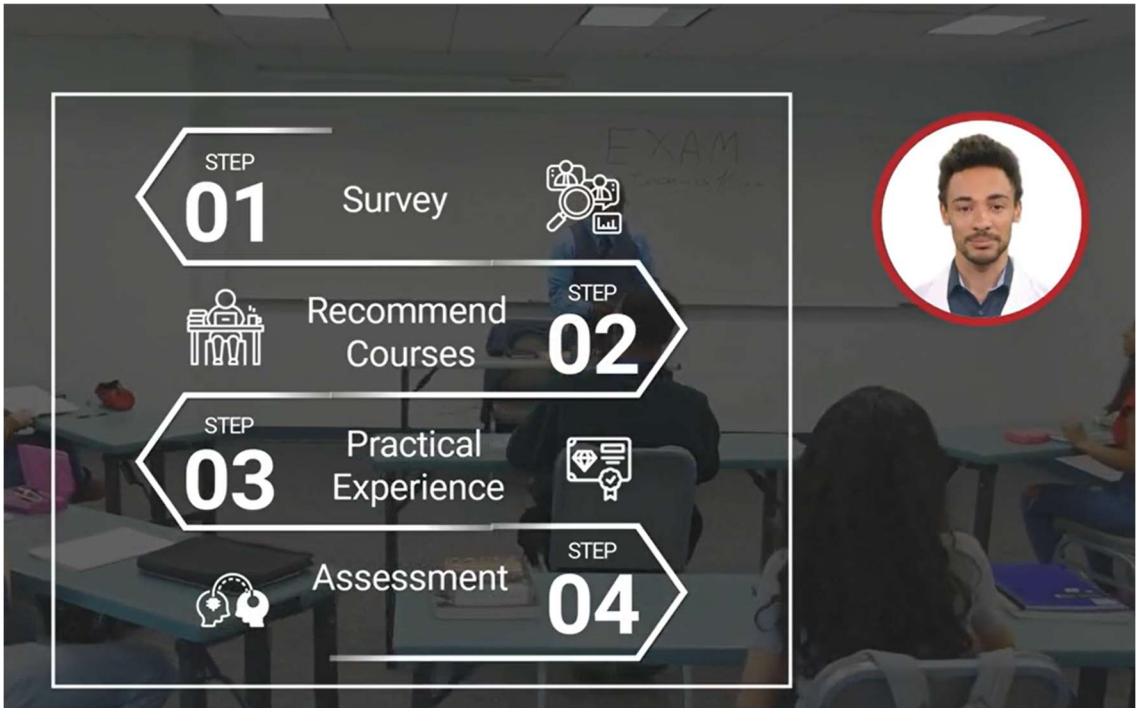 EXAM
STEP
01
Survey
Recommend
Courses
STEP
02
STEP
03
Practical
Experience
Assessment
STEP
04